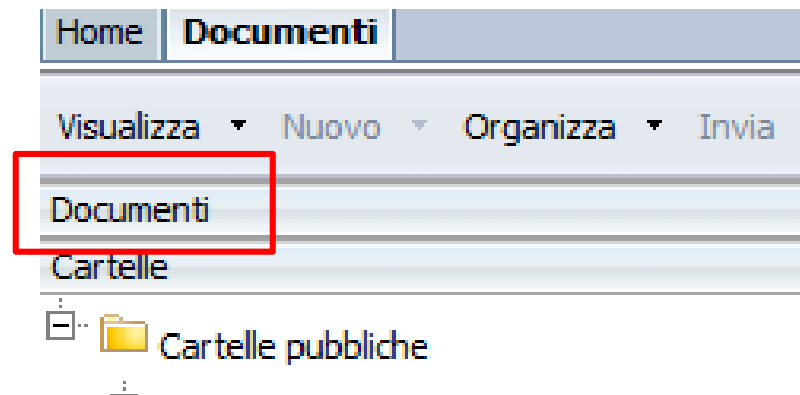 Home Documenti
Visualizza Nuovo Organizza Invia
Documenti
Cartelle
Cartelle pubbliche